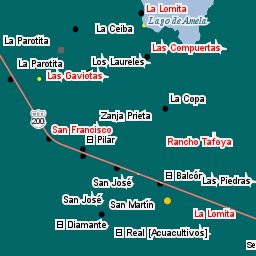 La Lomita
Lago de Amela
La Ceiba
La Parotita
Las Compuertas
La Parotita
Los Laureles
Las Gaviotas
La Copa
Zanja Prieta
200
San Francisco
El Pilar
Rancho Tafoya
San José
El Balcón
Las Piedras
San José
San Martín
La Lomita
El Diamante
El Real [Acuacultivos]
Se